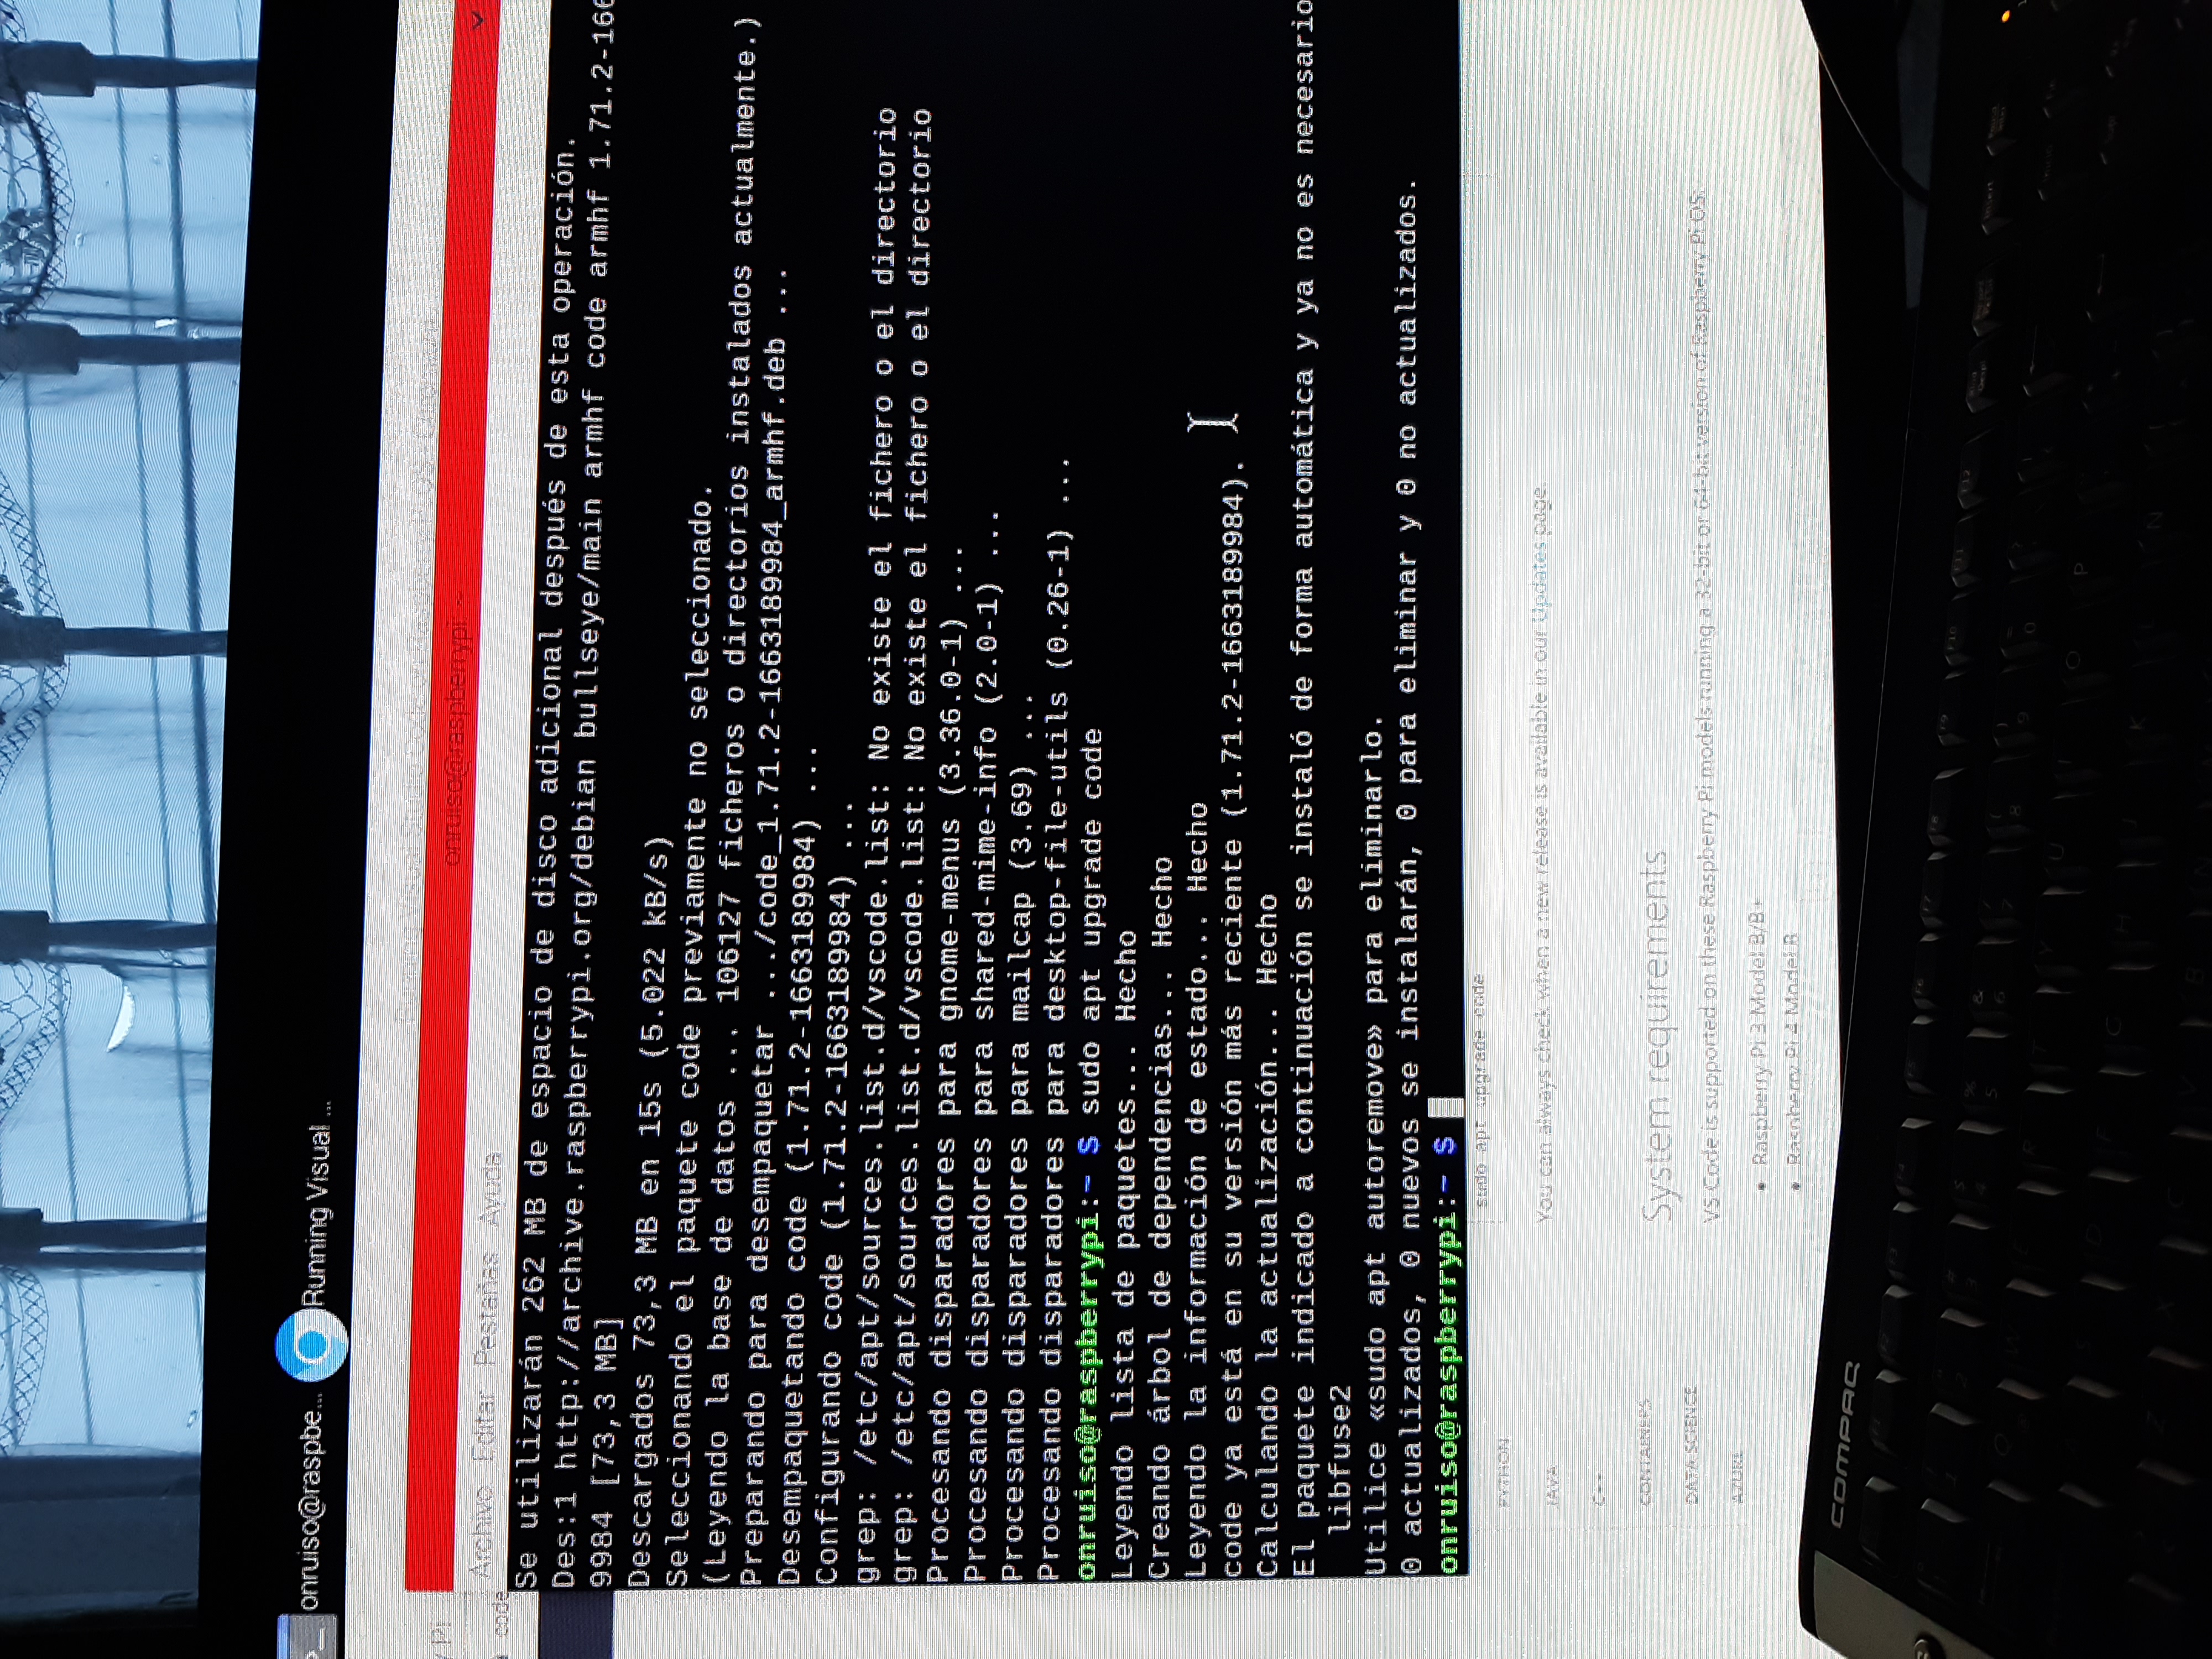 onruiso@raspbe...
Running Visual ...
Running Visual Studio Code on Raspberry Pi OS - Chromium
y Pi
onruiso@raspberrypi: ~
Archivo Editar Pestañas Ayuda
code
Se utilizarán 262 MB de espacio de disco adicional después de esta operación.
Des:1 http://archive.raspberrypi.org/debian bullseye/main armhf code armhf 1.71.2-166
9984 [73,3 MB]
Descargados 73,3 MB en 15s (5.022 kB/s)
Seleccionando el paquete code previamente no seleccionado.
(Leyendo la base de datos ... 106127 ficheros o directorios instalados actualmente.)
Preparando para desempaquetar .../code_1.71.2-1663189984_armhf.deb ...
Desempaquetando code (1.71.2-1663189984) ...
Configurando code (1.71.2-1663189984) ...
grep: /etc/apt/sources.list.d/vscode.list: No existe el fichero o el directorio
grep: /etc/apt/sources.list.d/vscode.list: No existe el fichero o el directorio
Procesando disparadores para gnome-menus (3.36.0-1) ...
Procesando disparadores para shared-mime-info (2.0-1) ...
Procesando disparadores para mailcap (3.69) ...
Procesando disparadores para desktop-file-utils (0.26-1) ...
onruiso@raspberrypi:~ $ sudo apt upgrade code
Leyendo lista de paquetes... Hecho
Creando árbol de dependencias... Hecho
Leyendo la información de estado... Hecho
code ya está en su versión más reciente (1.71.2-1663189984).
Calculando la actualización... Hecho
El paquete indicado a continuación se instaló de forma automática y ya no es necesario
libfuse2
Utilice «sudo apt autoremove» para eliminarlo.
0 actualizados, 0 nuevos se instalarán, 0 para eliminar y 0 no actualizados.
onruiso@raspberrypi:~ $
sudo apt upgrade code
PYTHON
You can always check when a new release is available in our Updates page.
JAVA
C++
CONTAINERS
System requirements
DATA SCIENCE
VS Code is supported on these Raspberry Pi models running a 32-bit or 64-bit version of Raspberry Pi OS:
AZURE
• Raspberry Pi 3 Model B/B+
• Raspberry Pi 4 Model B
COMPAQ